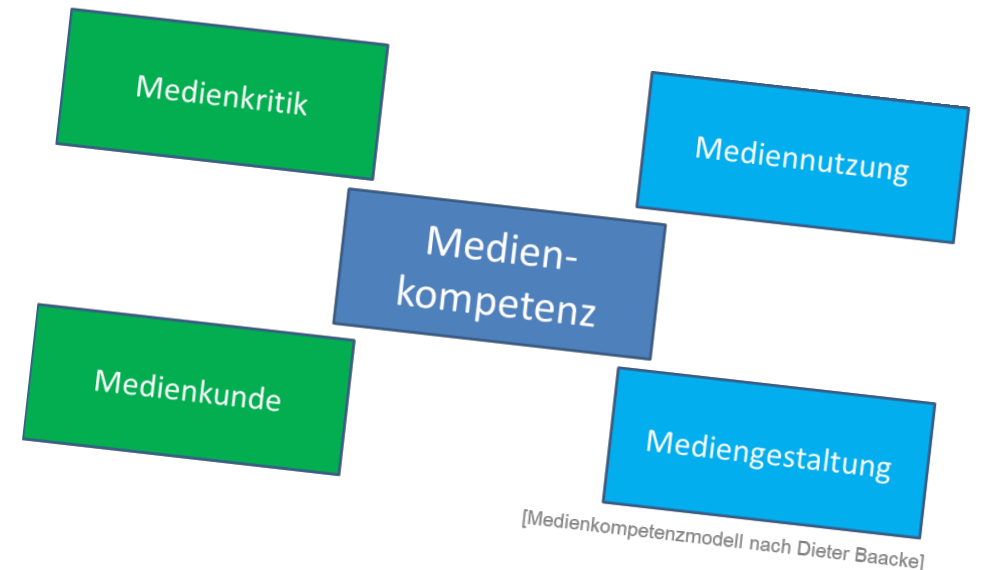 Medienkritik
Mediennutzung
Medien-
kompetenz
Medienkunde
Mediengestaltung
[Medienkompetenzmodell nach Dieter Baacke]